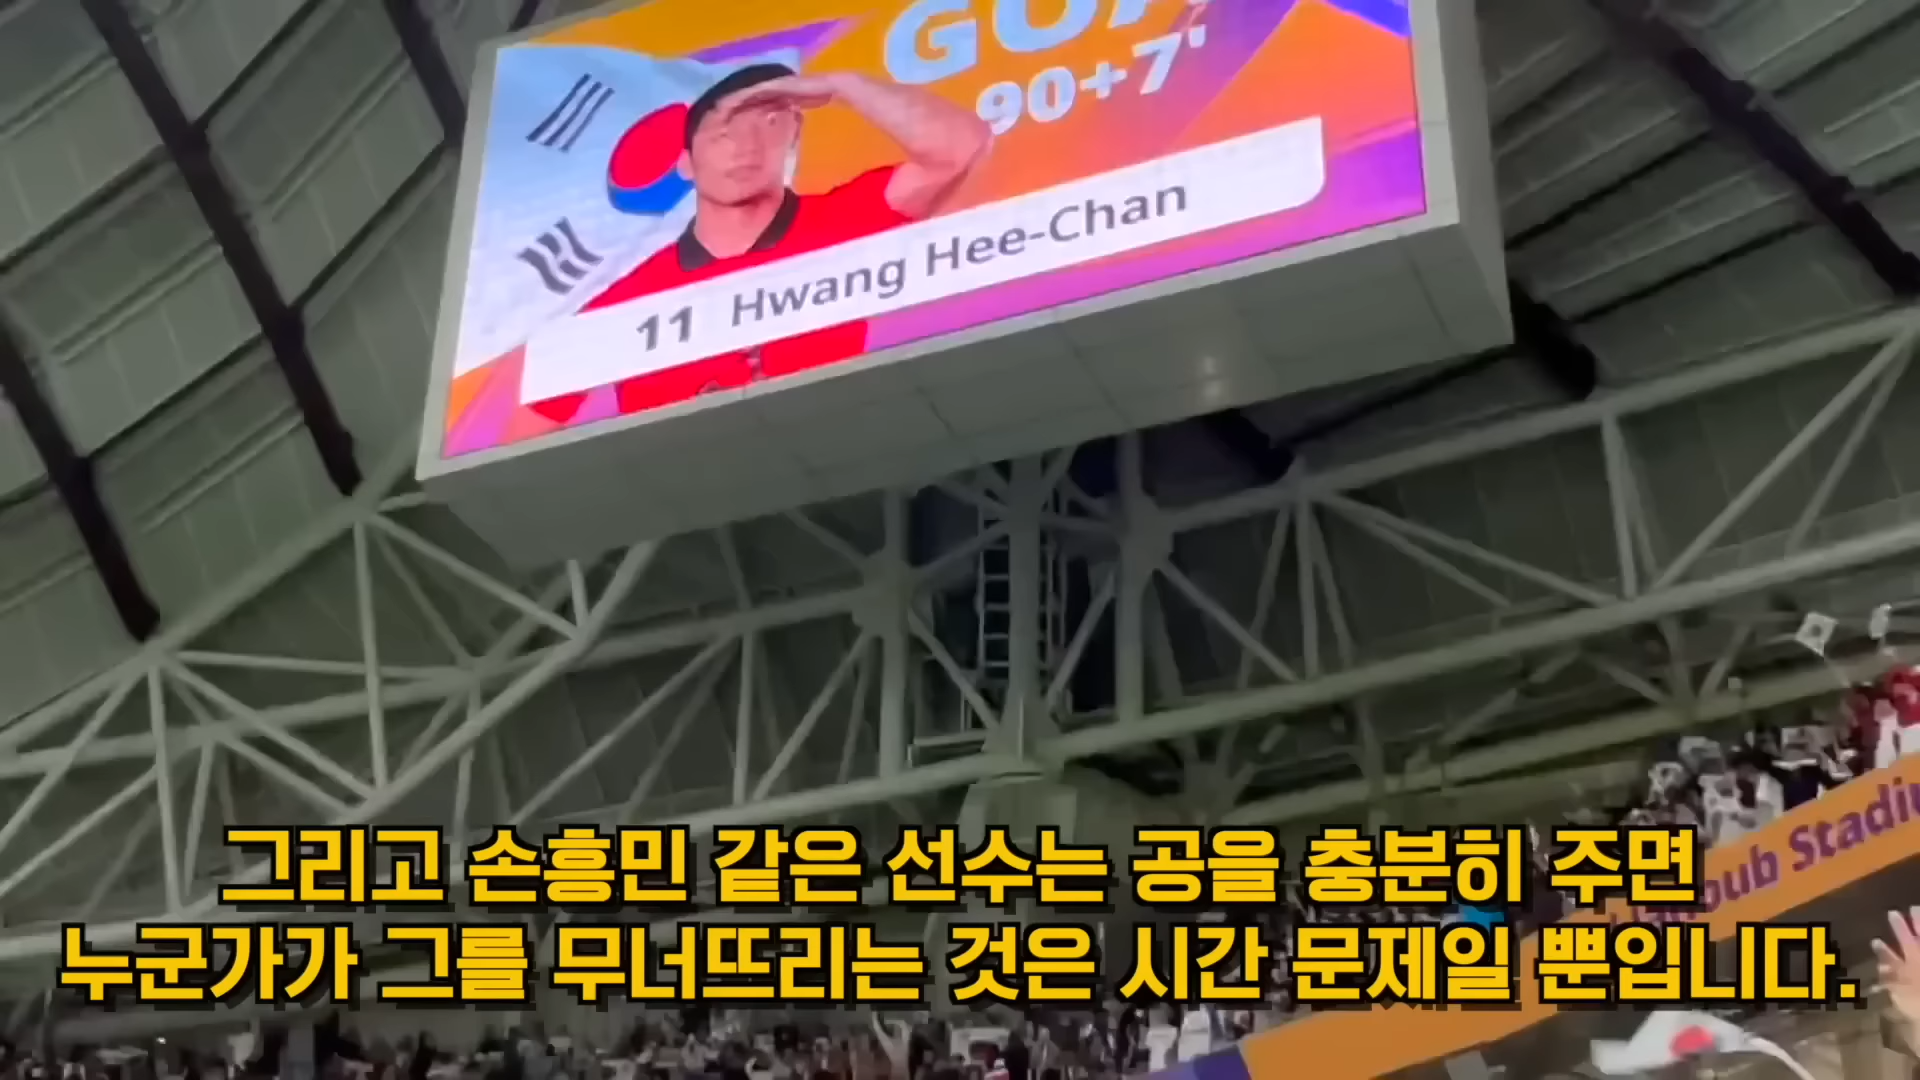 90+7'
11 Hwang Hee-Chan
그리고 손흥민 같은 선수는 공을 충분히 주면
누군가가 그를 무너뜨리는 것은 시간 문제일 뿐입니다.